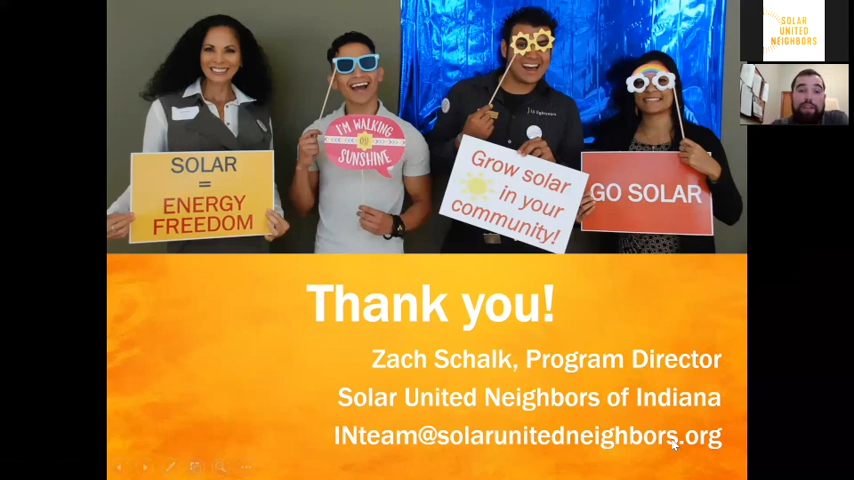 SOLAR
=
ENERGY
FREEDOM
I'M WALKING
ON
SUNSHINE
Grow solar
in your
community!
GO SOLAR
SOLAR
UNITED
NEIGHBORS
Thank you!
Zach Schalk, Program Director
Solar United Neighbors of Indiana
INteam@solarunitedneighbors.org